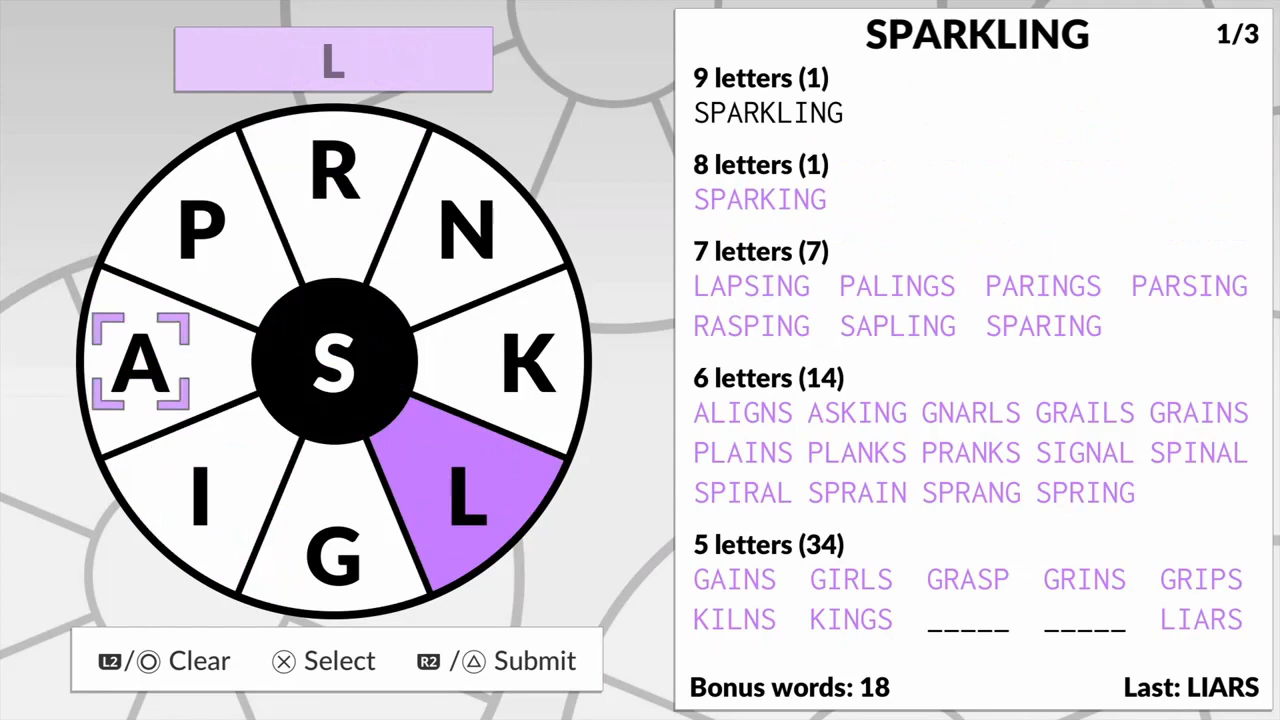 L
R
P
N
A
S
K
I
L
G
L2/O Clear X Select R2/△ Submit
SPARKLING 1/3
9 letters (1)
SPARKLING
8 letters (1)
SPARKING
7 letters (7)
LAPSING PALINGS PARINGS PARSING
RASPING SAPLING SPARING
6 letters (14)
ALIGNS ASKING GNARLS GRAILS GRAINS
PLAINS PLANKS PRANKS SIGNAL SPINAL
SPIRAL SPRAIN SPRANG SPRING
5 letters (34)
GAINS GIRLS GRASP GRINS GRIPS
KILNS KINGS _____ _____ LIARS
Bonus words: 18 Last: LIARS